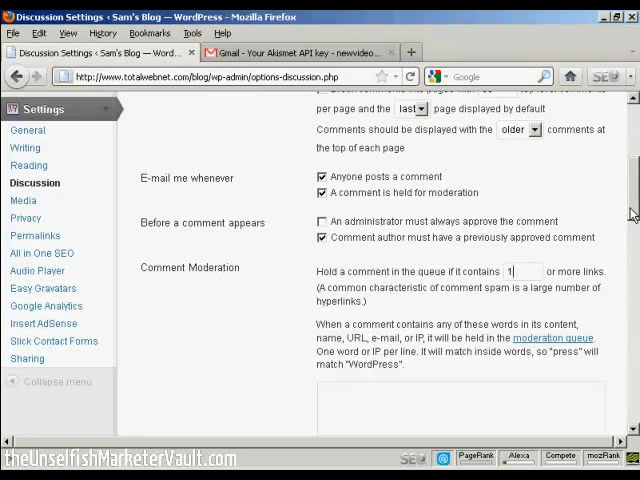 Discussion Settings ‹ Sam's Blog — WordPress - Mozilla Firefox
File Edit View History Bookmarks Tools Help
Discussion Settings ‹ Sam's Blog — Wor...
Gmail - Your Akismet API key - newvideo...
http://www.totalwebnet.com/blog/wp-admin/options-discussion.php
Google
SEO
Settings
General
Writing
Reading
Discussion
Media
Privacy
Permalinks
All in One SEO
Audio Player
EasyGravatars
Google Analytics
Insert AdSense
Slick Contact Forms
Sharing
Collapse menu
per page and the last page displayed by default
Comments should be displayed with the older comments at
the top of each page
E-mail me whenever
Anyone posts a comment
A comment is held for moderation
Before a comment appears
An administrator must always approve the comment
Comment author must have a previously approved comment
Comment Moderation
Hold a comment in the queue if it contains 1 or more links.
(A common characteristic of comment spam is a large number of
hyperlinks.)
When a comment contains any of these words in its content,
name, URL, e-mail, or IP, it will be held in the moderation queue.
One word or IP per line. It will match inside words, so "press" will
match "WordPress".
SEO PageRank Alexa Compete mozRank
theUnselfishMarketerVault.com